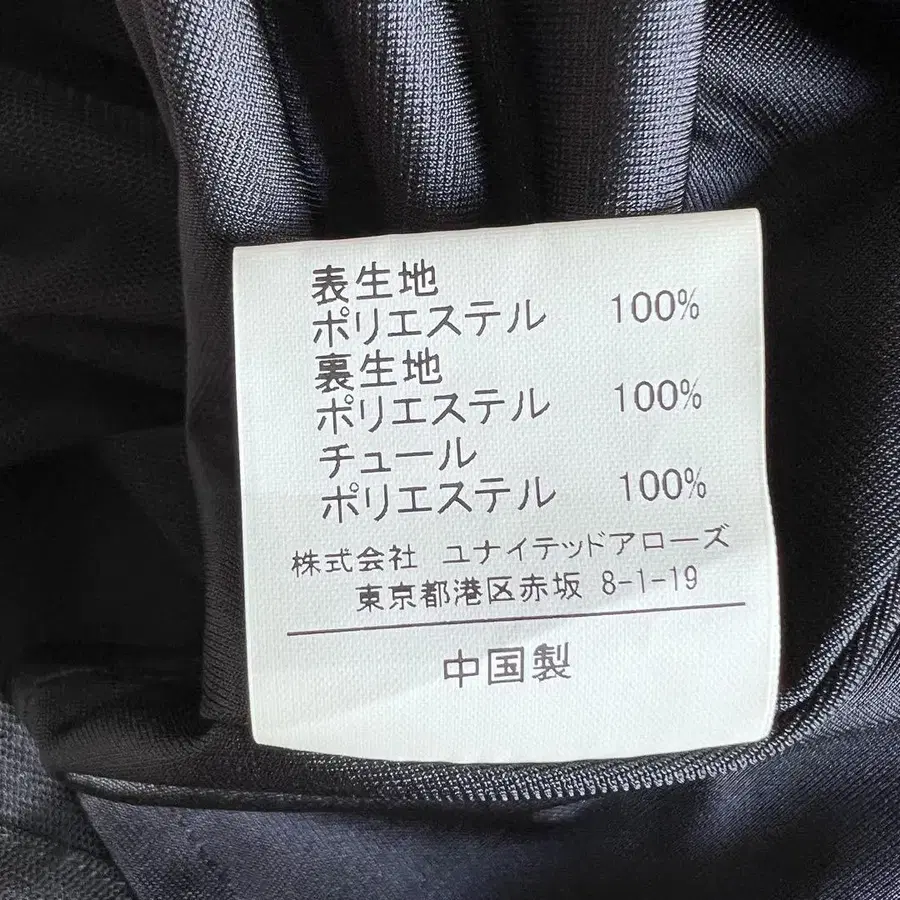 表生地
ポリエステル 100%
裏生地
ポリエステル 100%
チュール
ポリエステル 100%
株式会社 ユナイテッドアローズ
東京都港区赤坂 8-1-19
中国製